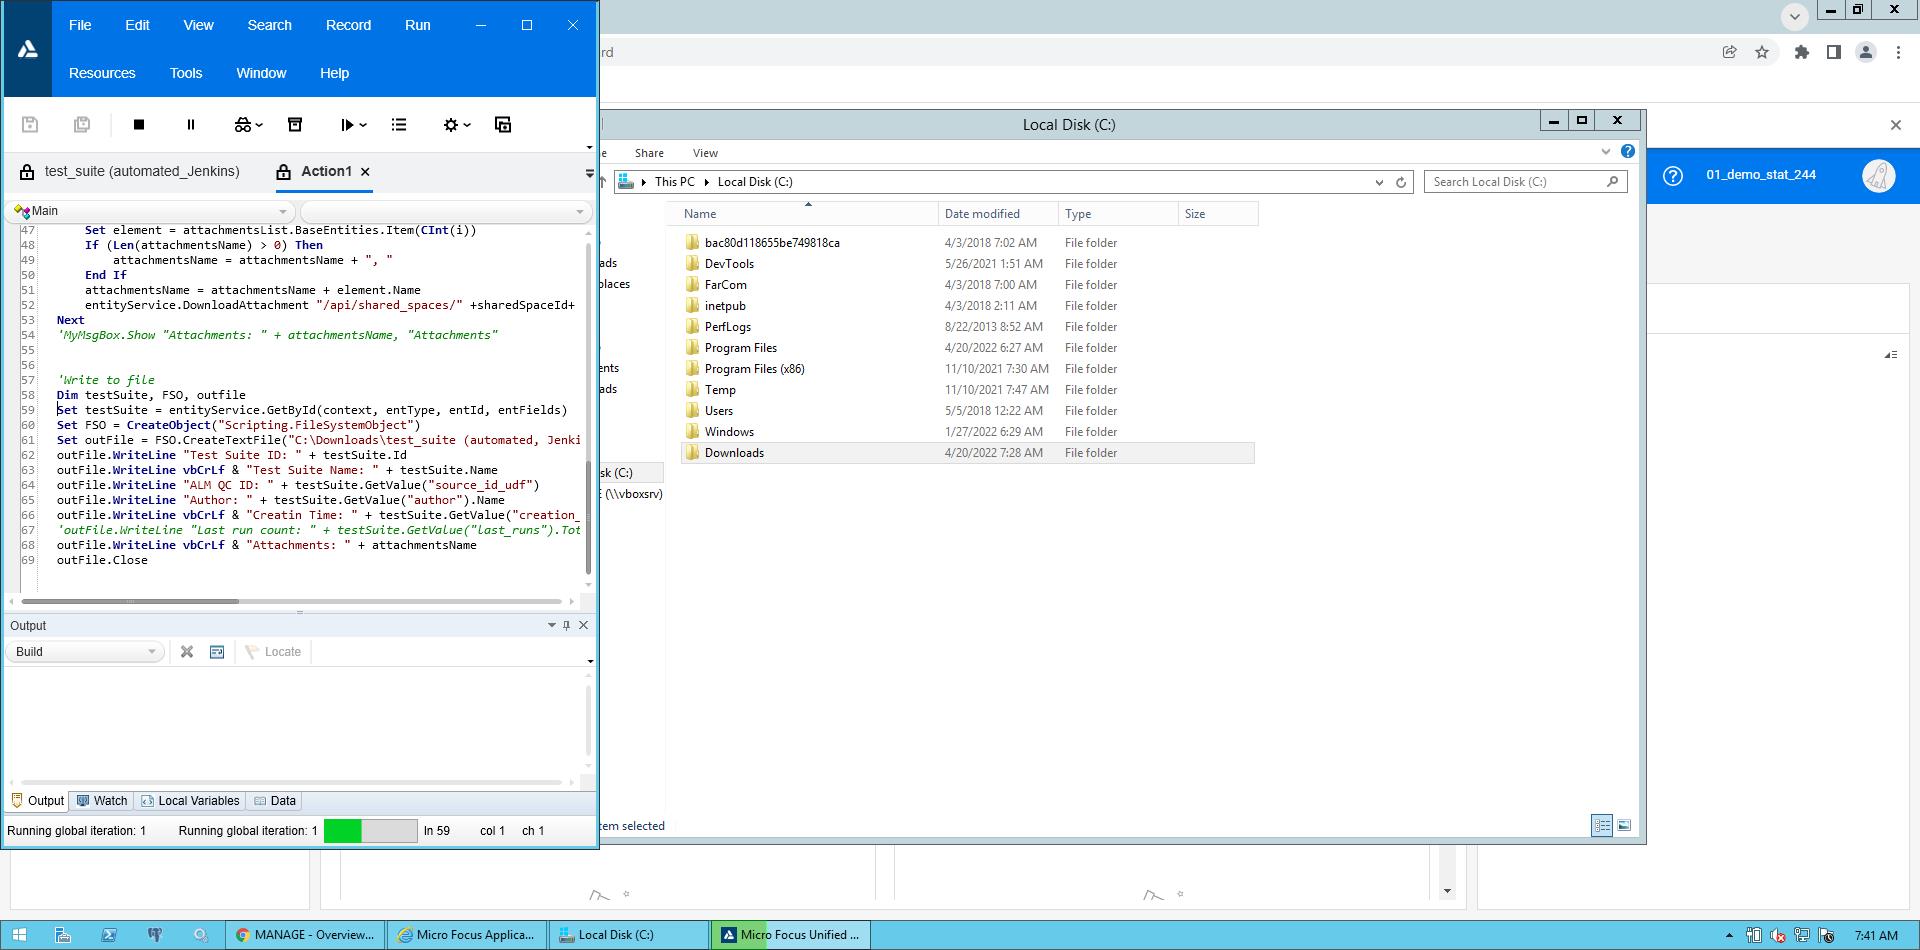 File Edit View Search Record Run
Resources Tools Window Help
test_suite (automated_Jenkins)
Action1
Main
47 Set element = attachmentsList.BaseEntities.Item(CInt(i))
48 If (Len(attachmentsName) > 0) Then
49 attachmentsName = attachmentsName + ", "
50 End If
51 attachmentsName = attachmentsName + element.Name
52 entityService.DownloadAttachment "/api/shared_spaces/" +sharedSpaceId+
53 Next
54 'MyMsgBox.Show "Attachments: " + attachmentsName, "Attachments"
55
56
57 'Write to file
58 Dim testSuite, FSO, outfile
59 Set testSuite = entityService.GetById(context, entType, entId, entFields)
60 Set FSO = CreateObject("Scripting.FileSystemObject")
61 Set outFile = FSO.CreateTextFile("C:\Downloads\test_suite (automated, Jenki
62 outFile.WriteLine "Test Suite ID: " + testSuite.Id
63 outFile.WriteLine vbCrLf & "Test Suite Name: " + testSuite.Name
64 outFile.WriteLine "ALM QC ID: " + testSuite.GetValue("source_id_udf")
65 outFile.WriteLine "Author: " + testSuite.GetValue("author").Name
66 outFile.WriteLine vbCrLf & "Creatin Time: " + testSuite.GetValue("creation_
67 'outFile.WriteLine "Last run count: " + testSuite.GetValue("last_runs").Tot
68 outFile.WriteLine vbCrLf & "Attachments: " + attachmentsName
69 outFile.Close
Output
Build
Locate
Output Watch Local Variables Data
Running global iteration: 1 Running global iteration: 1 ln 59 col 1 ch 1
rd
Local Disk (C:)
e Share View
This PC Local Disk (C:)
Search Local Disk (C:)
Name Date modified Type Size
bac80d118655be749818ca 4/3/2018 7:02 AM File folder
DevTools 5/26/2021 1:51 AM File folder
FarCom 4/3/2018 7:00 AM File folder
inetpub 4/3/2018 2:11 AM File folder
PerfLogs 8/22/2013 8:52 AM File folder
Program Files 4/20/2022 6:27 AM File folder
Program Files (x86) 11/10/2021 7:30 AM File folder
Temp 11/10/2021 7:47 AM File folder
Users 5/5/2018 12:22 AM File folder
Windows 1/27/2022 6:29 AM File folder
Downloads 4/20/2022 7:28 AM File folder
ads
laces
ents
ads
sk (C:)
E (\\vboxsrv)
tem selected
01_demo_stat_244
MANAGE - Overview...
Micro Focus Applica...
Local Disk (C:)
Micro Focus Unified ...
7:41 AM